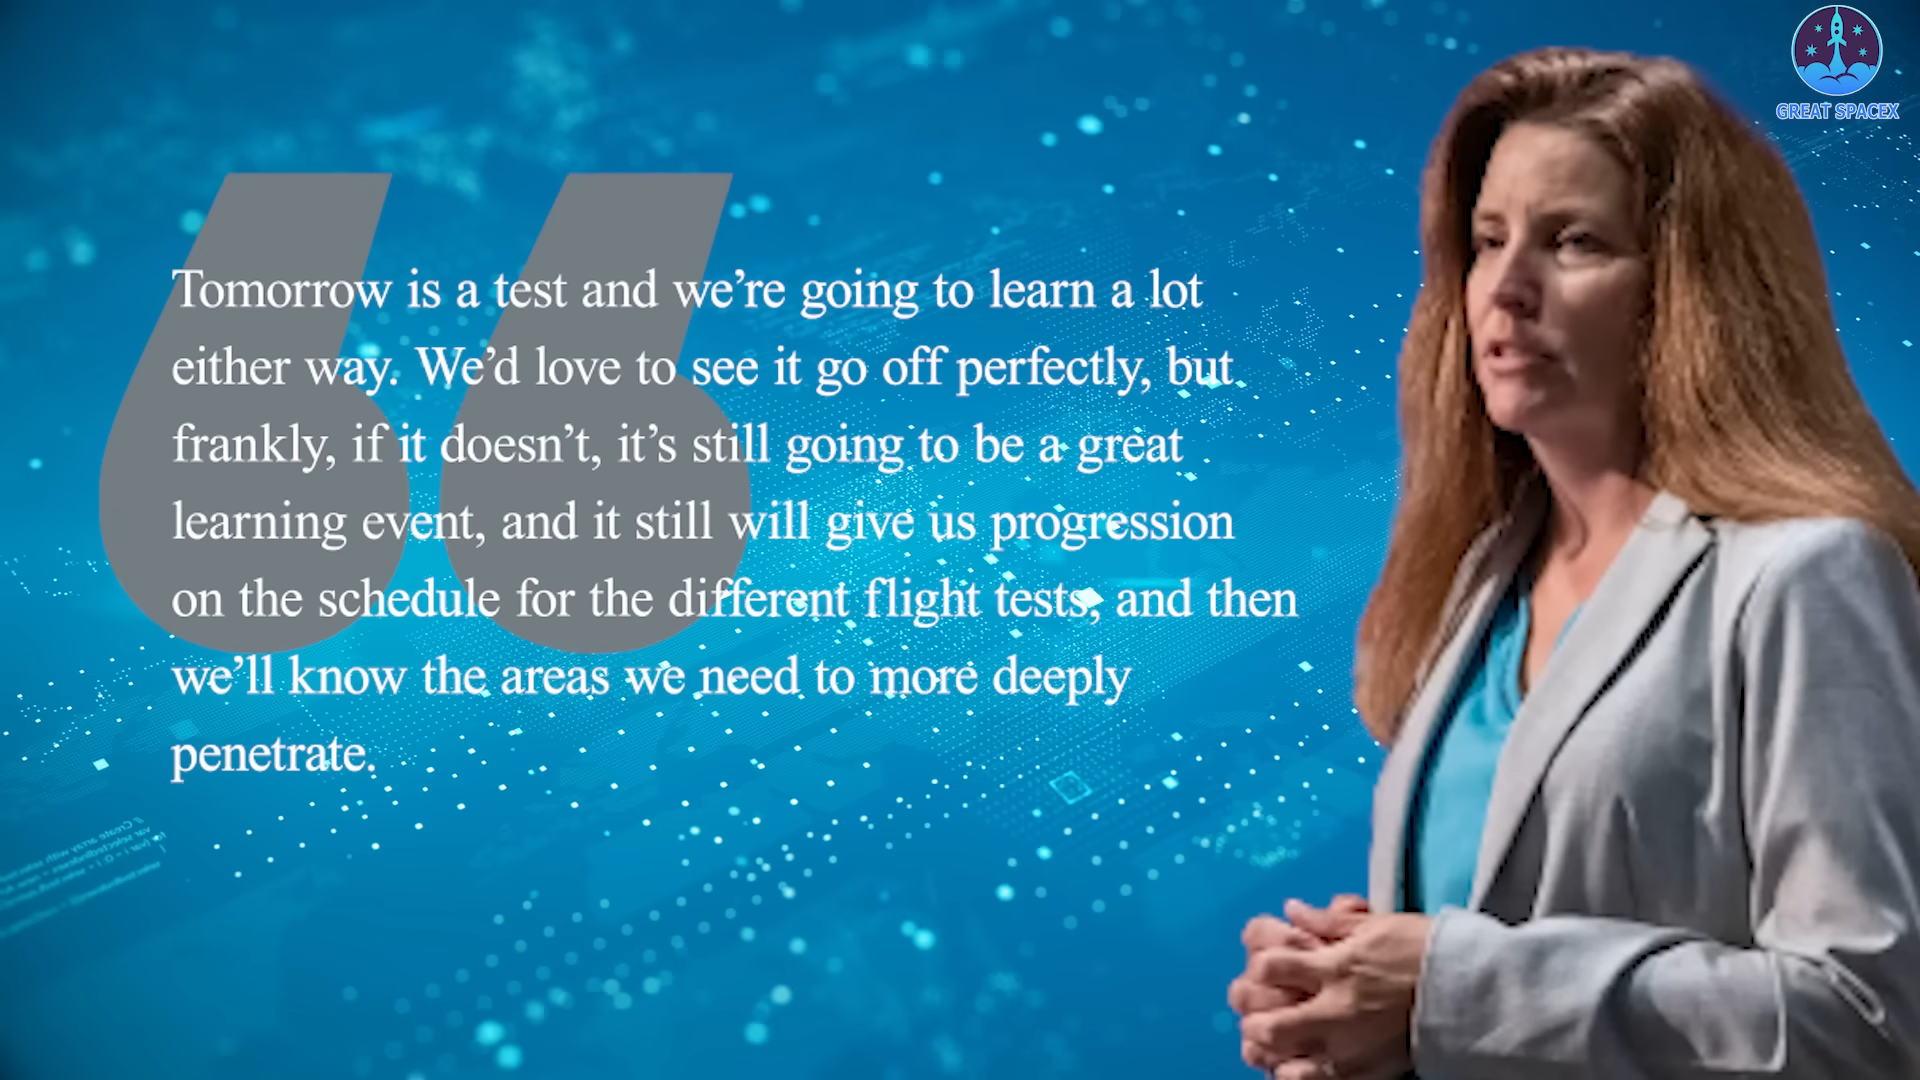 GREAT SPACEX
Tomorrow is a test and we’re going to learn a lot
either way. We’d love to see it go off perfectly, but
frankly, if it doesn’t, it’s still going to be a great
learning event, and it still will give us progression
on the schedule for the different flight tests, and then
we’ll know the areas we need to more deeply
penetrate.